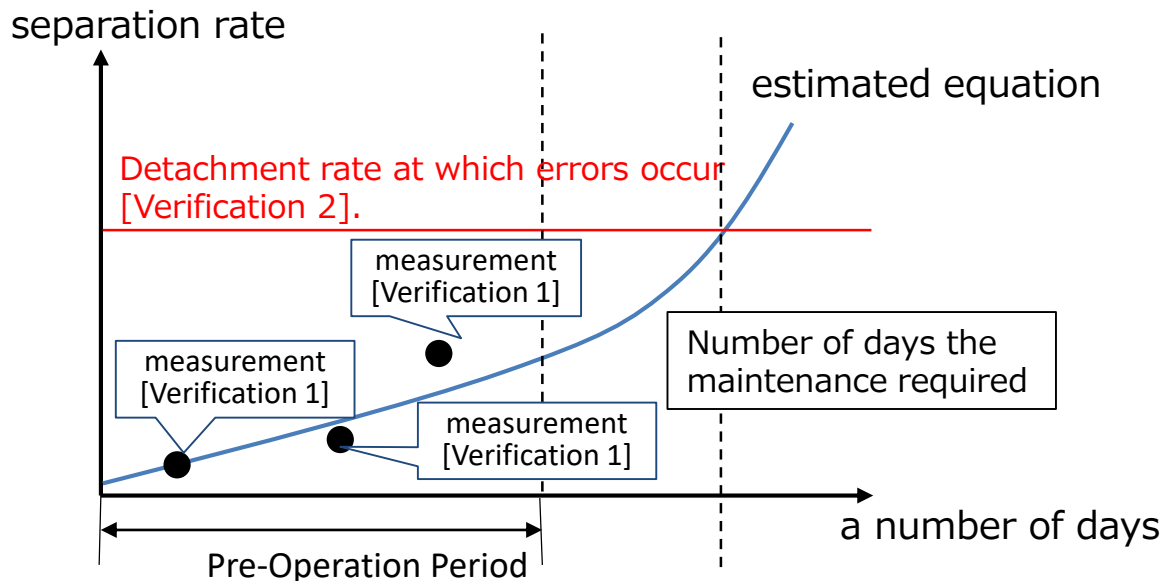 separation rate
estimated equation
Detachment rate at which errors occur
[Verification 2].
measurement
[Verification 1]
measurement
[Verification 1]
measurement
[Verification 1]
Number of days the
maintenance required
a number of days
Pre-Operation Period